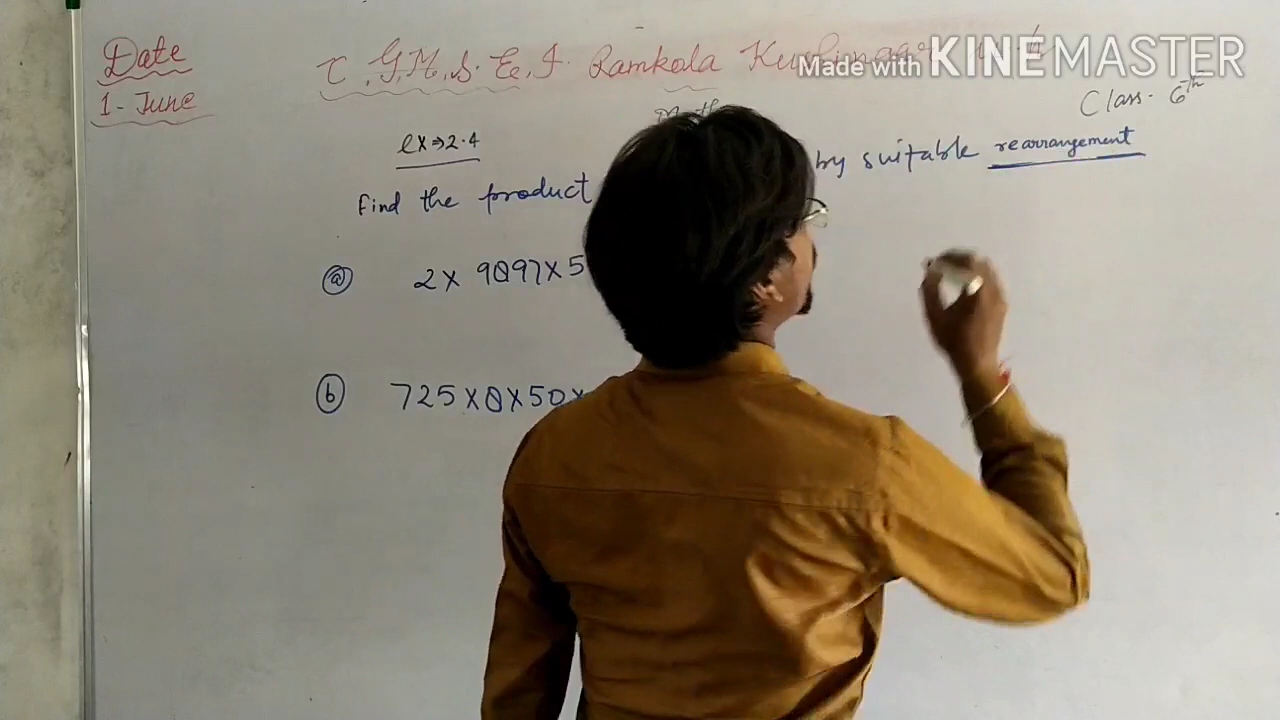 Date
1 - June
T.G.M.S. E. I. Ramkola
Made with KINEMASTER
Class - 6th
ex ⇒ 2.4
Find the product by suitable rearrangement
(a) 2 x 9097 x 5
(b) 725 x 0 x 50 x